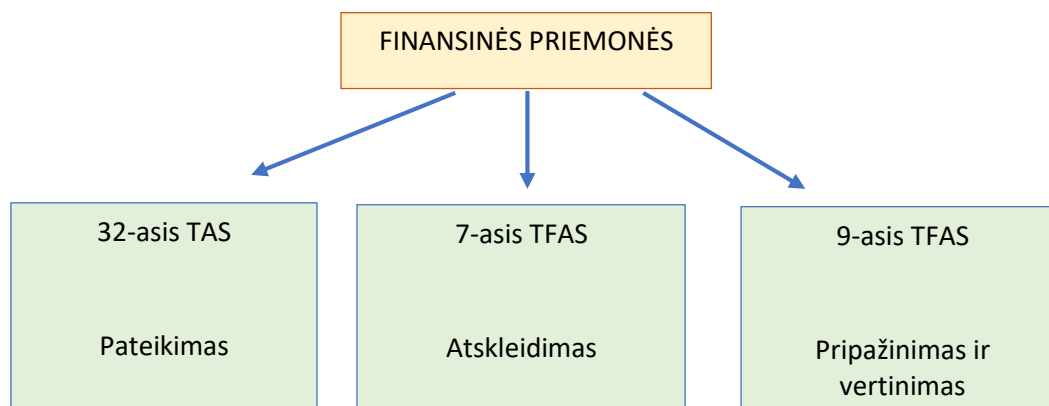 FINANSINĖS PRIEMONĖS
32-asis TAS
Pateikimas
7-asis TFAS
Atskleidimas
9-asis TFAS
Pripažinimas ir
vertinimas